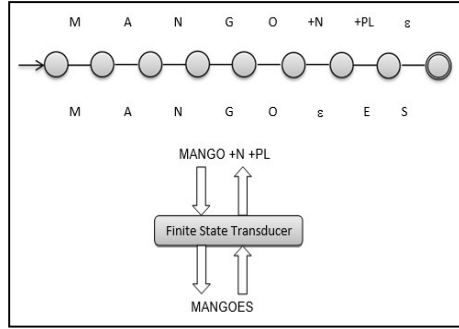 M A N G O +N +PL ε
M A N G O ε E S
MANGO +N +PL
Finite State Transducer
MANGOES